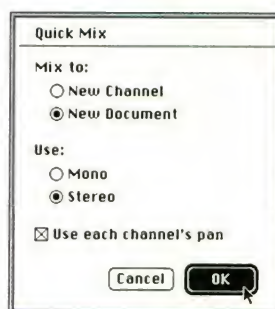 Quick Mix
Mix to:
New Channel
New Document
Use:
Mono
Stereo
Use each channel's pan
Cancel
OK